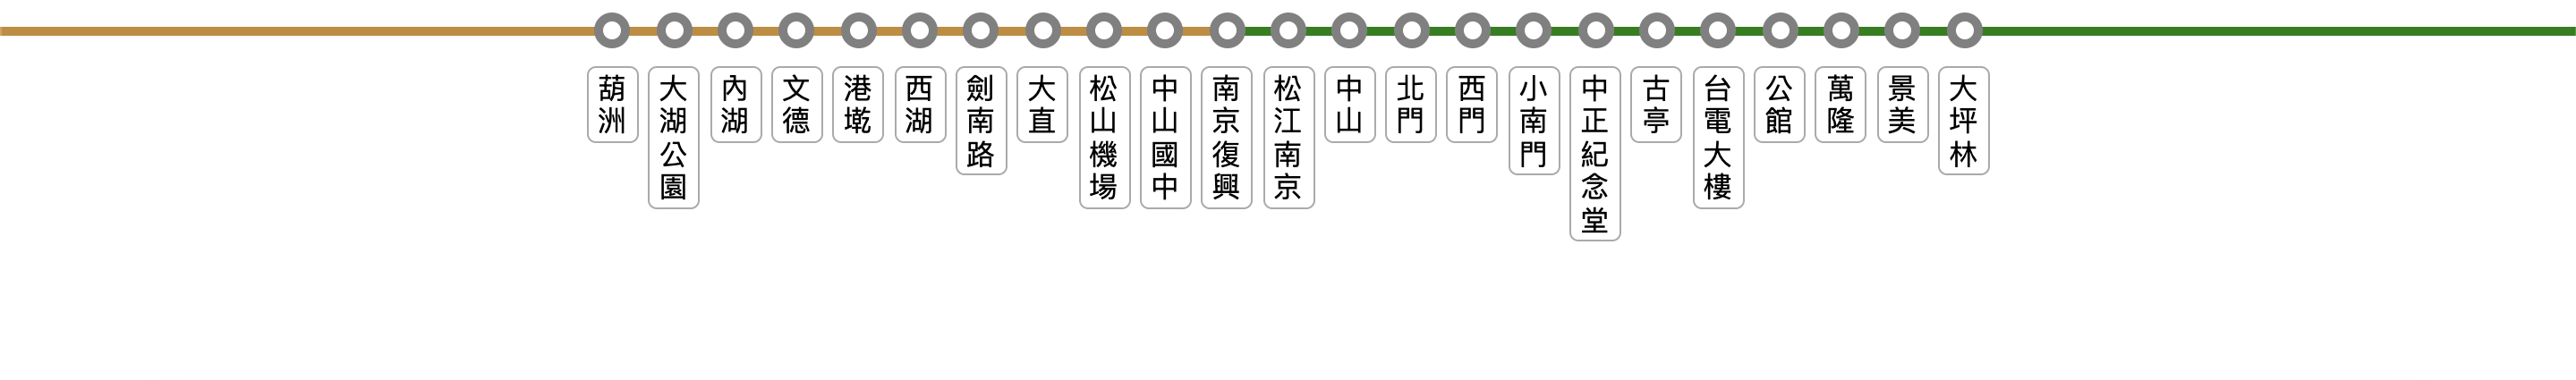 葫洲
大湖公園
內湖
文德
港墘
西湖
劍南路
大直
松山機場
中山國中
南京復興
松江南京
中山
北門
西門
小南門
中正紀念堂
古亭
台電大樓
公館
萬隆
景美
大坪林